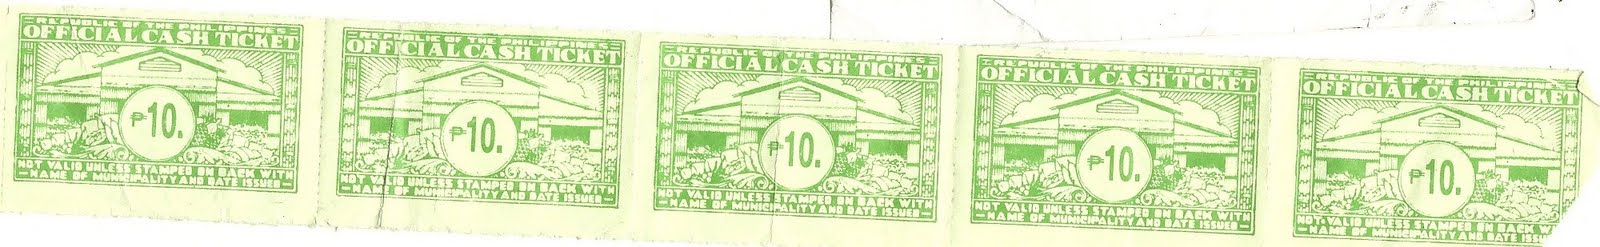 REPUBLIC OF THE PHILIPPINES
OFFICIAL CASH TICKET
₱10.
NOT VALID UNLESS STAMPED ON BACK WITH
NAME OF MUNICIPALITY AND DATE ISSUED
REPUBLIC OF THE PHILIPPINES
OFFICIAL CASH TICKET
₱10.
NOT VALID UNLESS STAMPED ON BACK WITH
NAME OF MUNICIPALITY AND DATE ISSUED
REPUBLIC OF THE PHILIPPINES
OFFICIAL CASH TICKET
₱10.
NOT VALID UNLESS STAMPED ON BACK WITH
NAME OF MUNICIPALITY AND DATE ISSUED
REPUBLIC OF THE PHILIPPINES
OFFICIAL CASH TICKET
₱10.
NOT VALID UNLESS STAMPED ON BACK WITH
NAME OF MUNICIPALITY AND DATE ISSUED
REPUBLIC OF THE PHILIPPINES
OFFICIAL CASH TICKET
₱10.
NOT VALID UNLESS STAMPED ON BACK WITH
NAME OF MUNICIPALITY AND DATE ISSU